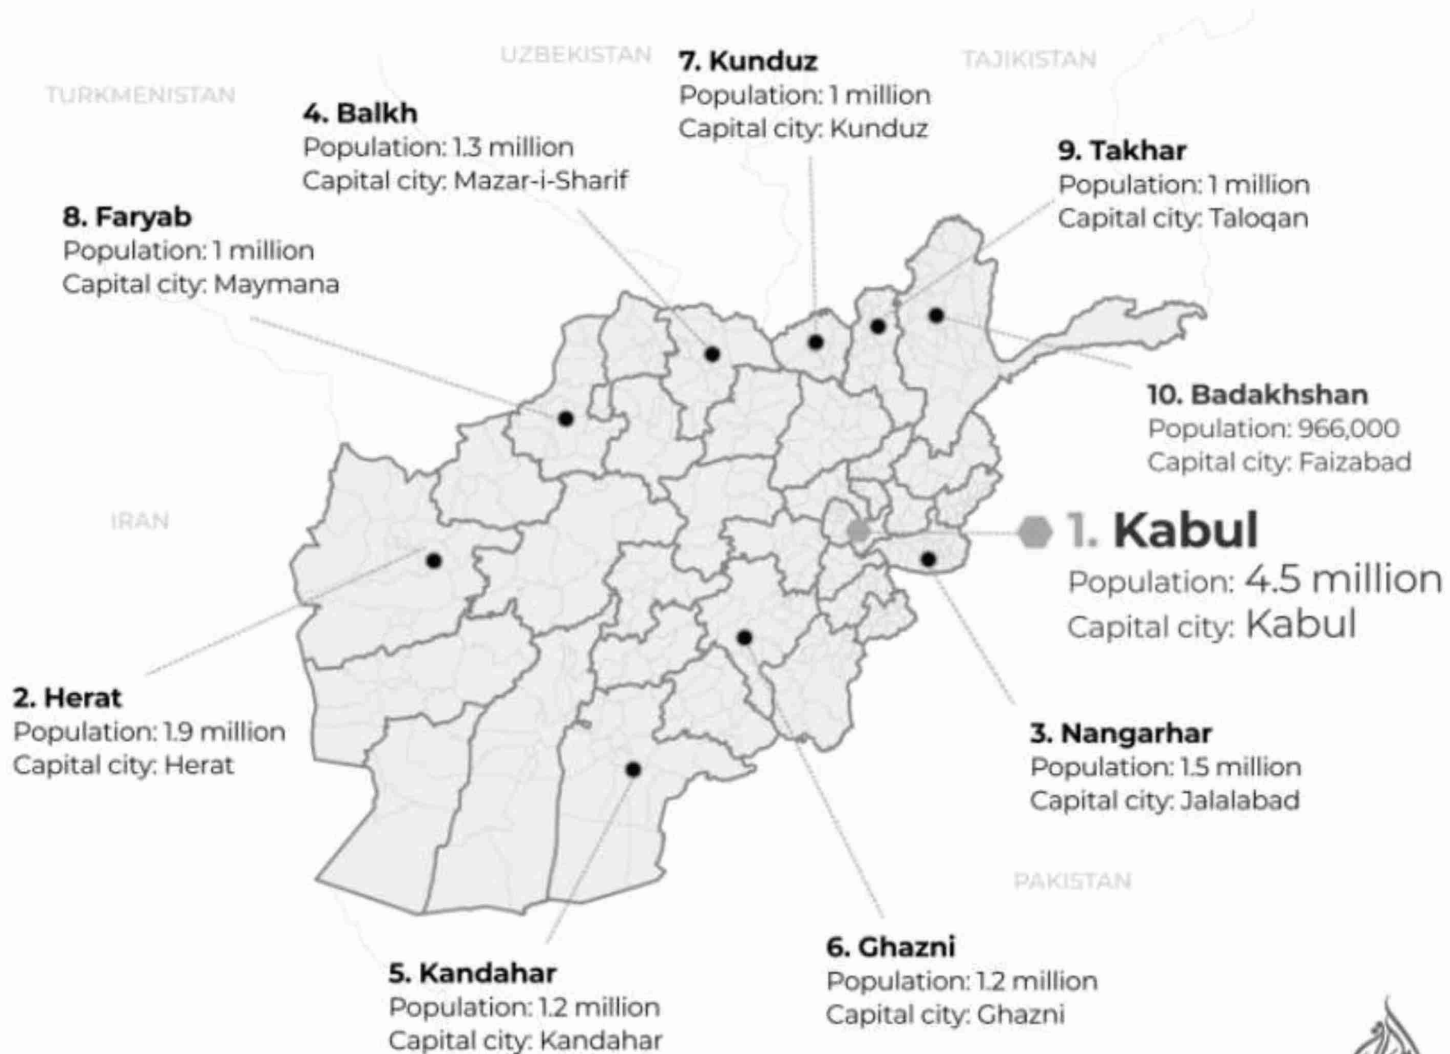 UZBEKISTAN
TAJIKISTAN
TURKMENISTAN
7. Kunduz
Population: 1 million
Capital city: Kunduz
4. Balkh
Population: 1.3 million
Capital city: Mazar-i-Sharif
9. Takhar
Population: 1 million
Capital city: Taloqan
8. Faryab
Population: 1 million
Capital city: Maymana
10. Badakhshan
Population: 966,000
Capital city: Faizabad
IRAN
1. Kabul
Population: 4.5 million
Capital city: Kabul
2. Herat
Population: 1.9 million
Capital city: Herat
3. Nangarhar
Population: 1.5 million
Capital city: Jalalabad
PAKISTAN
6. Ghazni
Population: 1.2 million
Capital city: Ghazni
5. Kandahar
Population: 1.2 million
Capital city: Kandahar